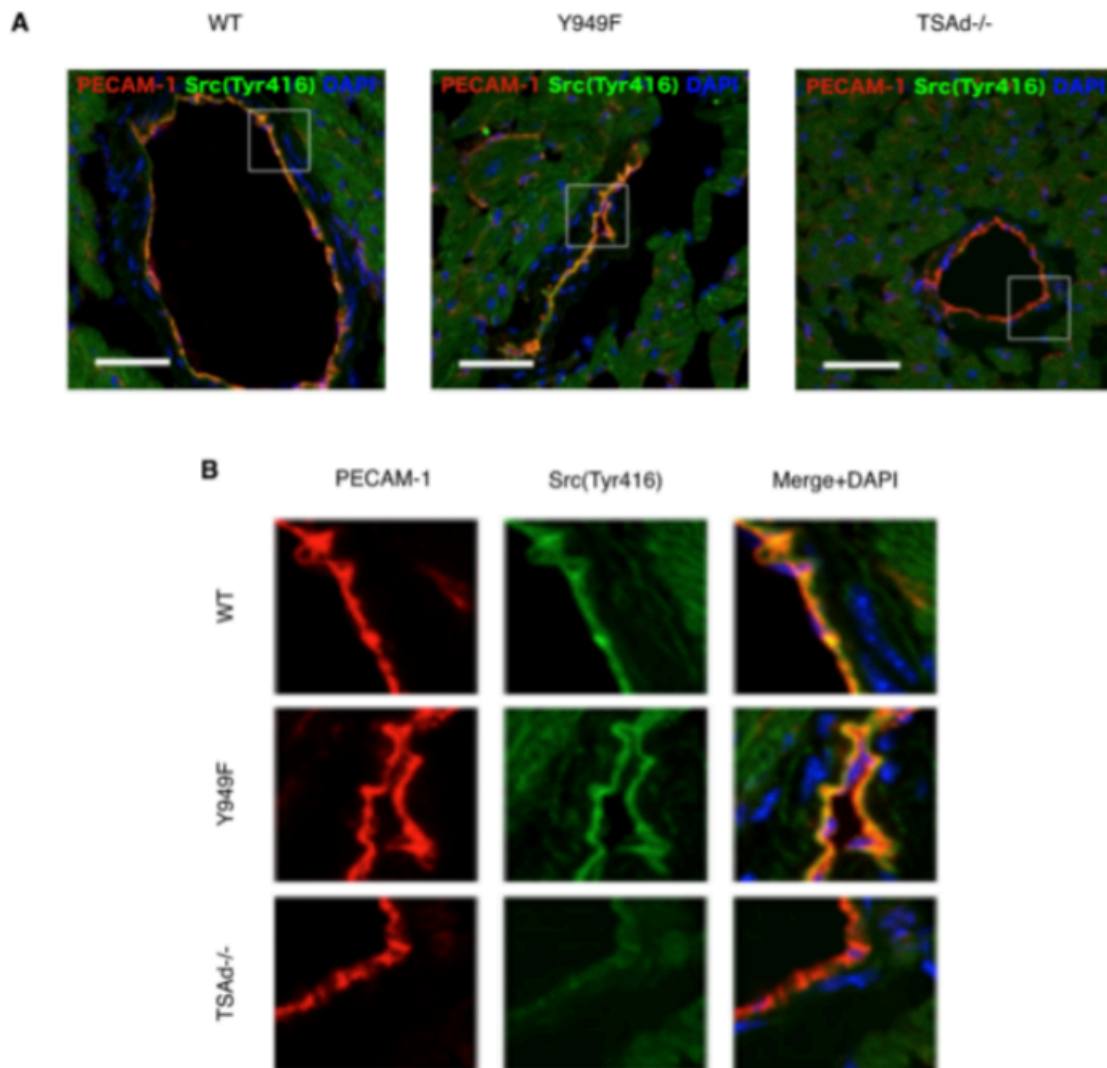 A
WT Y949F TSAd-/-
PECAM-1 Src(Tyr416) DAPI PECAM-1 Src(Tyr416) DAPI PECAM-1 Src(Tyr416) DAPI
B
PECAM-1 Src(Tyr416) Merge+DAPI
WT
Y949F
TSAd-/-